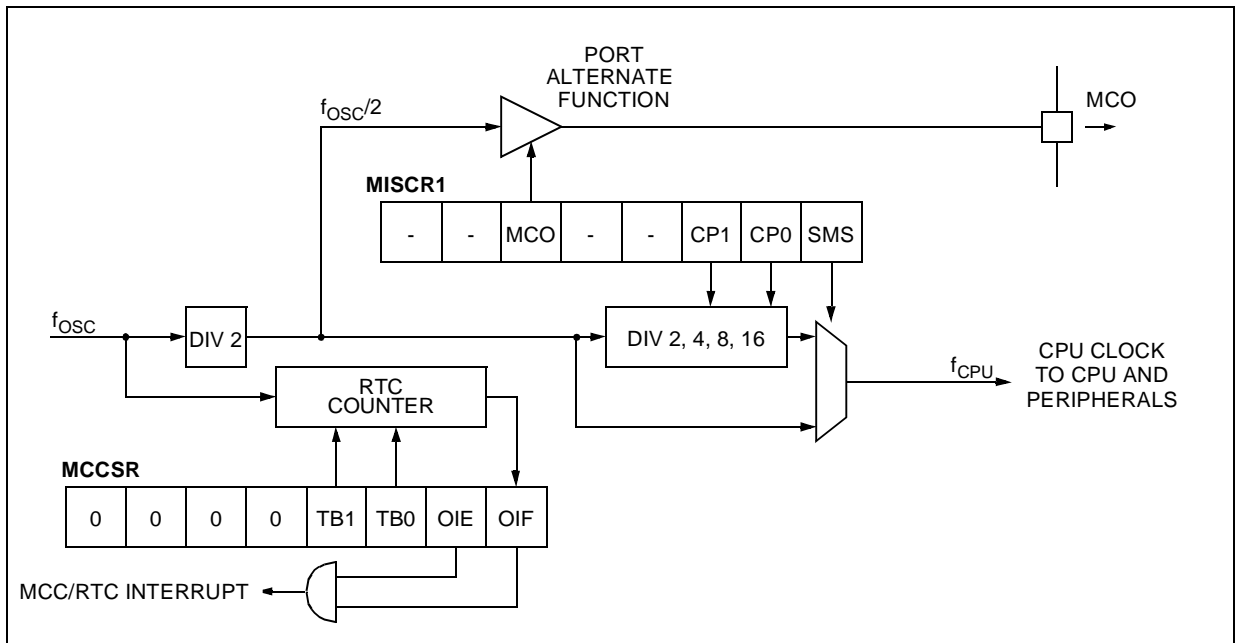 PORT
ALTERNATE
FUNCTION
fOSC/2
MCO
MISCR1
- - MCO - - CP1 CP0 SMS
fOSC
DIV 2
DIV 2, 4, 8, 16
RTC
COUNTER
fCPU
CPU CLOCK
TO CPU AND
PERIPHERALS
MCCSR
0 0 0 0 TB1 TB0 OIE OIF
MCC/RTC INTERRUPT